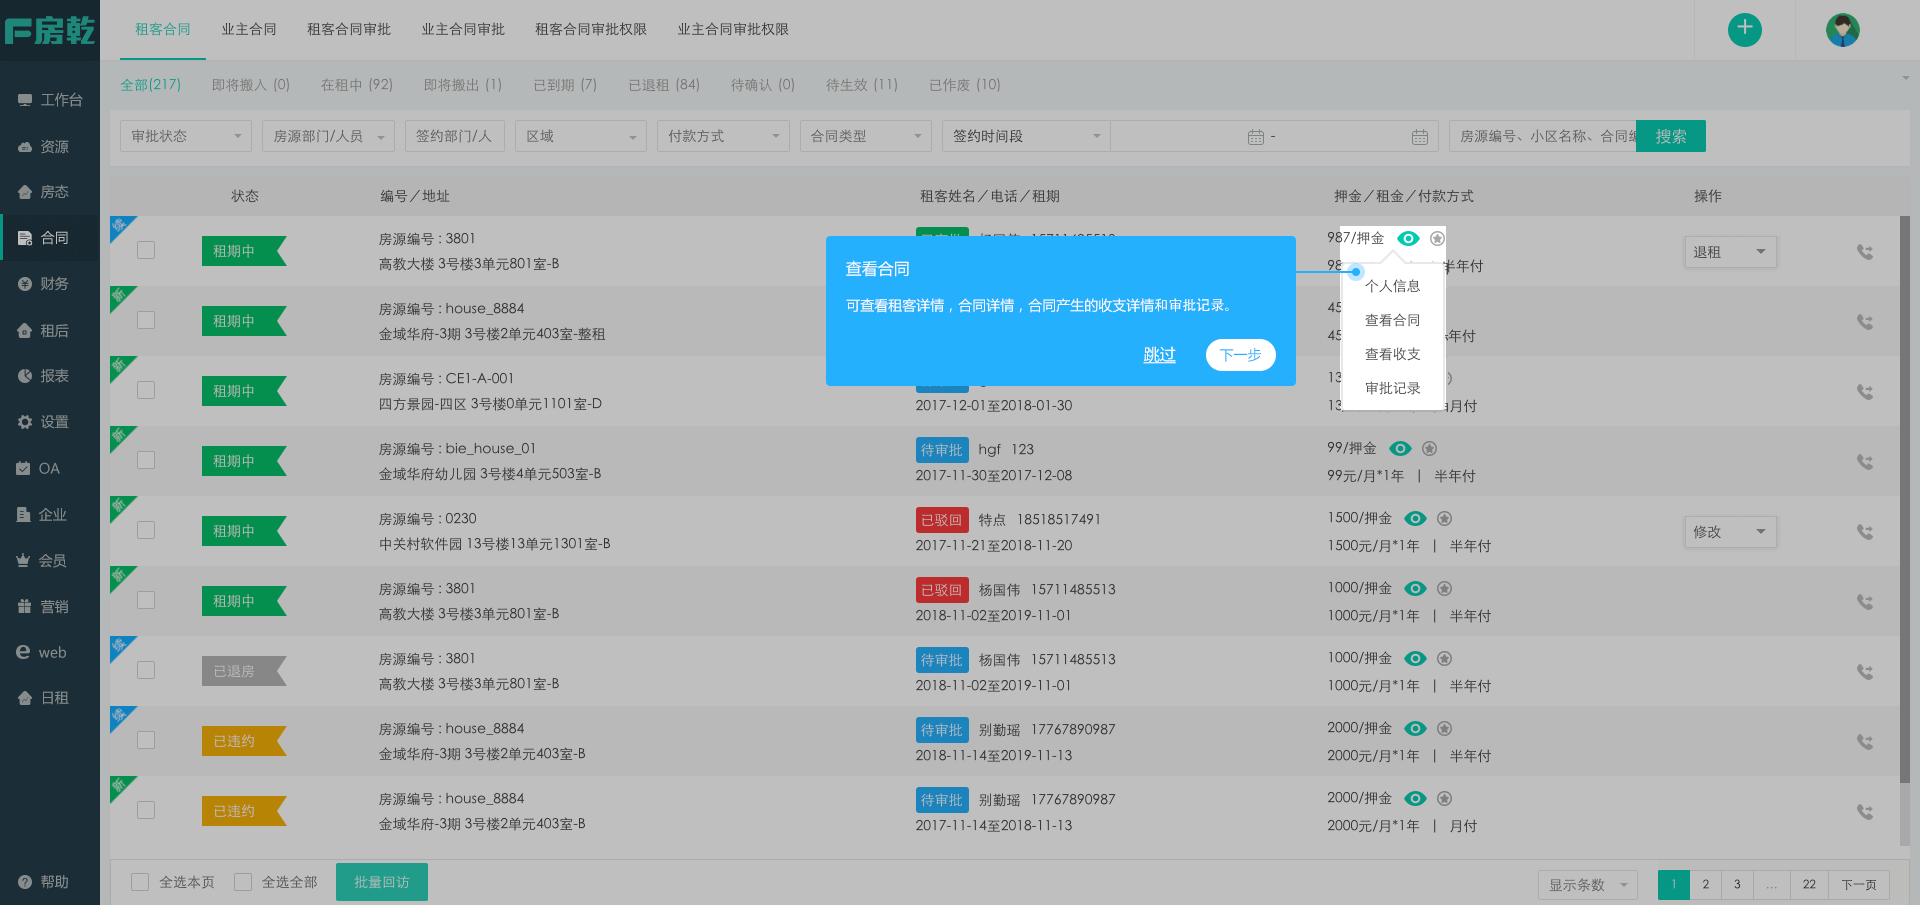 房乾
租客合同 业主合同 租客合同审批 业主合同审批 租客合同审批权限 业主合同审批权限
全部(217) 即将搬入 (0) 在租中 (92) 即将搬出 (1) 已到期 (7) 已退租 (84) 待确认 (0) 待生效 (11) 已作废 (10)
审批状态 房源部门/人员 签约部门/人 区域 付款方式 合同类型 签约时间段 - 房源编号、小区名称、合同编 搜索
工作台
资源
房态
合同
财务
租后
报表
设置
OA
企业
会员
营销
web
日租
帮助
状态 编号／地址 租客姓名／电话／租期 押金／租金／付款方式 操作
续 租期中 房源编号 : 3801 987/押金 退租
高教大楼 3号楼3单元801室-B 98 半年付
查看合同
可查看租客详情，合同详情，合同产生的收支详情和审批记录。
跳过 下一步
个人信息
查看合同
查看收支
审批记录
新 租期中 房源编号 : house_8884 45
金域华府-3期 3号楼2单元403室-整租 45 年付
新 租期中 房源编号 : CE1-A-001 13
四方景园-四区 3号楼0单元1101室-D 2017-12-01至2018-01-30 13 月付
新 租期中 房源编号 : bie_house_01 待审批 hgf 123 99/押金
金域华府幼儿园 3号楼4单元503室-B 2017-11-30至2017-12-08 99元/月*1年 | 半年付
新 租期中 房源编号 : 0230 已驳回 特点 18518517491 1500/押金 修改
中关村软件园 13号楼13单元1301室-B 2017-11-21至2018-11-20 1500元/月*1年 | 半年付
新 租期中 房源编号 : 3801 已驳回 杨国伟 15711485513 1000/押金
高教大楼 3号楼3单元801室-B 2018-11-02至2019-11-01 1000元/月*1年 | 半年付
续 已退房 房源编号 : 3801 待审批 杨国伟 15711485513 1000/押金
高教大楼 3号楼3单元801室-B 2018-11-02至2019-11-01 1000元/月*1年 | 半年付
续 已违约 房源编号 : house_8884 待审批 别勤瑶 17767890987 2000/押金
金域华府-3期 3号楼2单元403室-B 2018-11-14至2019-11-13 2000元/月*1年 | 半年付
新 已违约 房源编号 : house_8884 待审批 别勤瑶 17767890987 2000/押金
金域华府-3期 3号楼2单元403室-B 2017-11-14至2018-11-13 2000元/月*1年 | 月付
全选本页 全选全部 批量回访 显示条数 1 2 3 ... 22 下一页